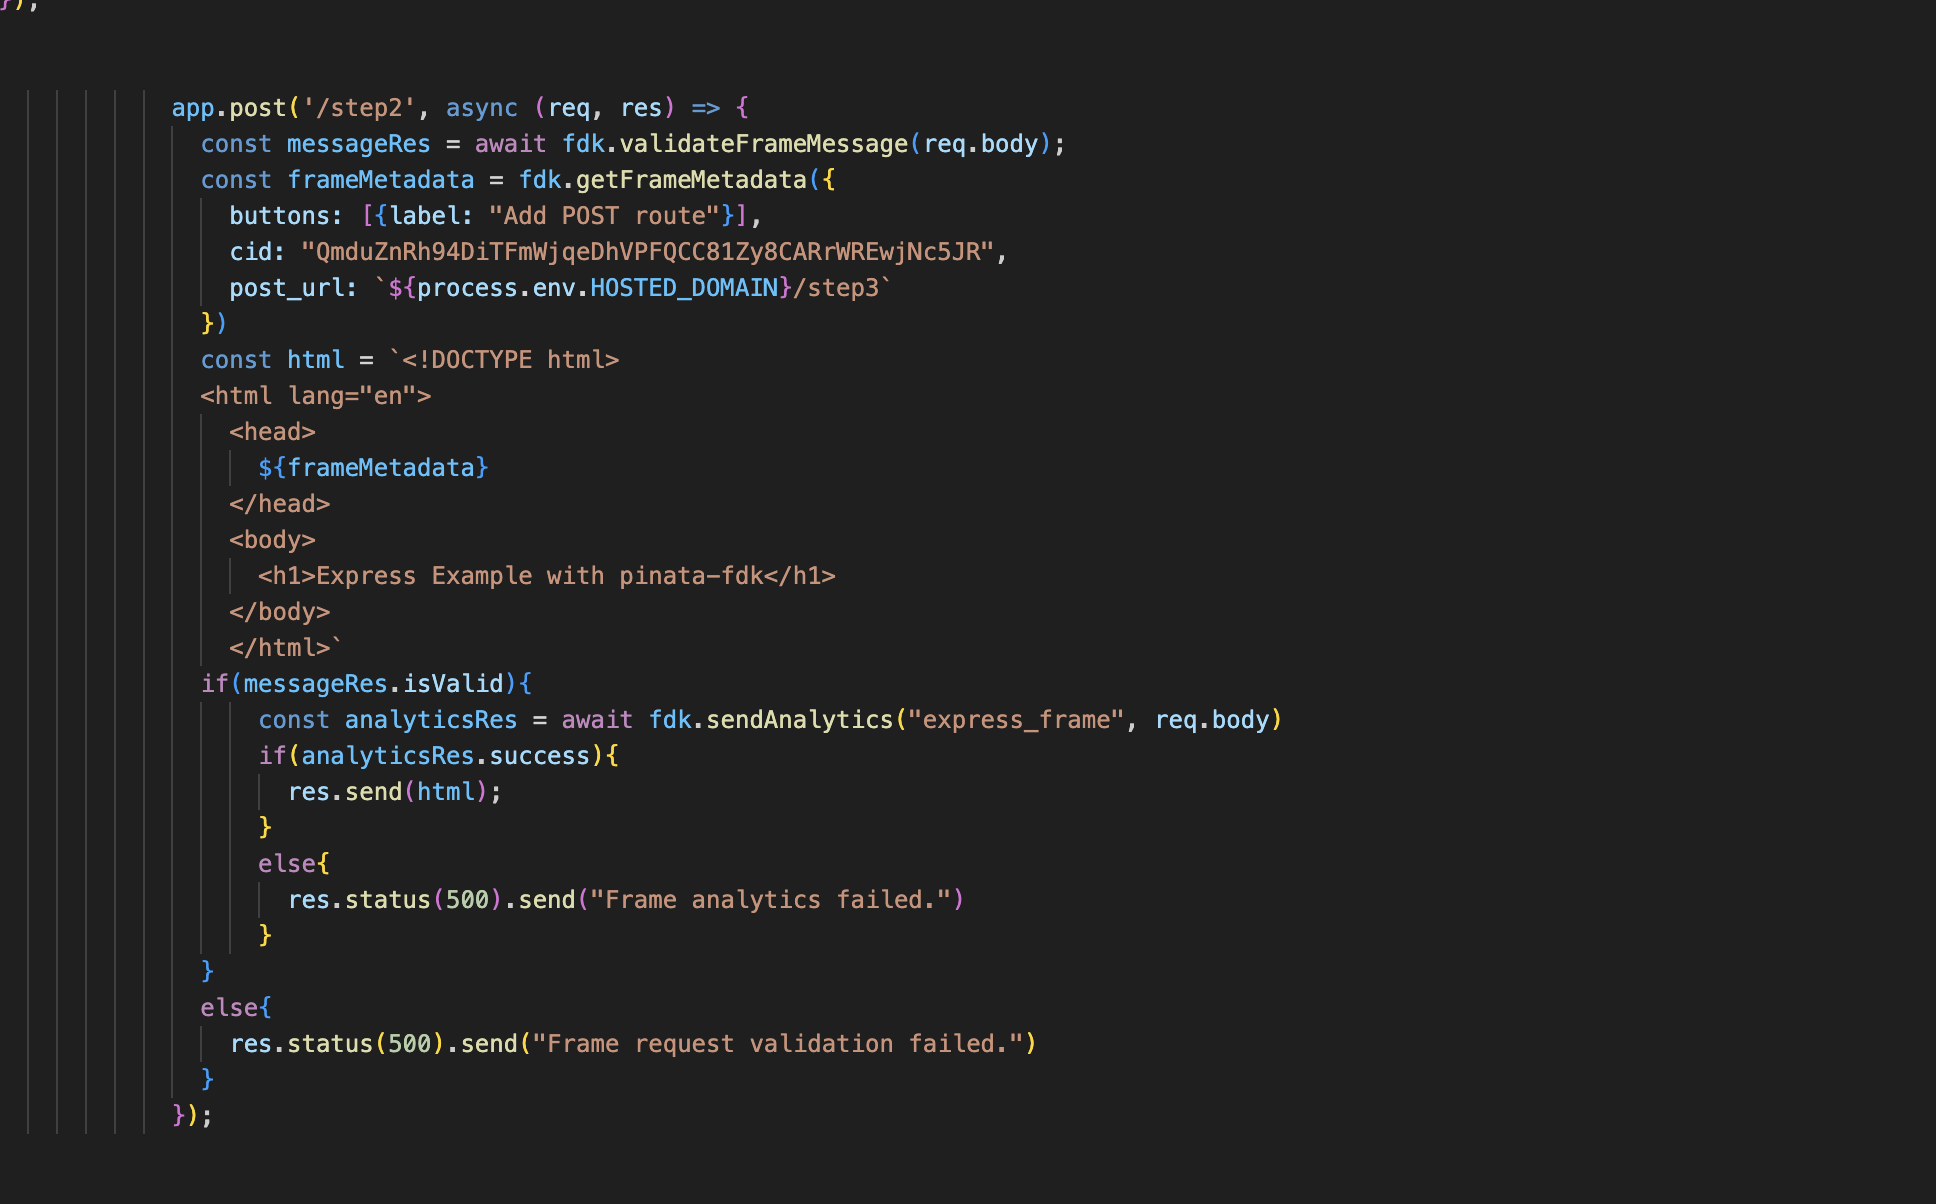 });
app.post('/step2', async (req, res) => {
const messageRes = await fdk.validateFrameMessage(req.body);
const frameMetadata = fdk.getFrameMetadata({
buttons: [{label: "Add POST route"}],
cid: "QmduZnRh94DiTFmWjqeDhVPFQCC81Zy8CARrWREwjNc5JR",
post_url: `${process.env.HOSTED_DOMAIN}/step3`
})
const html = `<!DOCTYPE html>
<html lang="en">
<head>
${frameMetadata}
</head>
<body>
<h1>Express Example with pinata-fdk</h1>
</body>
</html>`
if(messageRes.isValid){
const analyticsRes = await fdk.sendAnalytics("express_frame", req.body)
if(analyticsRes.success){
res.send(html);
}
else{
res.status(500).send("Frame analytics failed.")
}
}
else{
res.status(500).send("Frame request validation failed.")
}
});